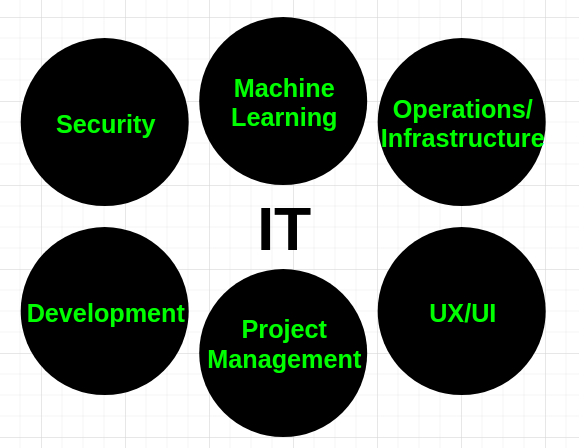 Security
Machine
Learning
Operations/
Infrastructure
IT
Development
Project
Management
UX/UI